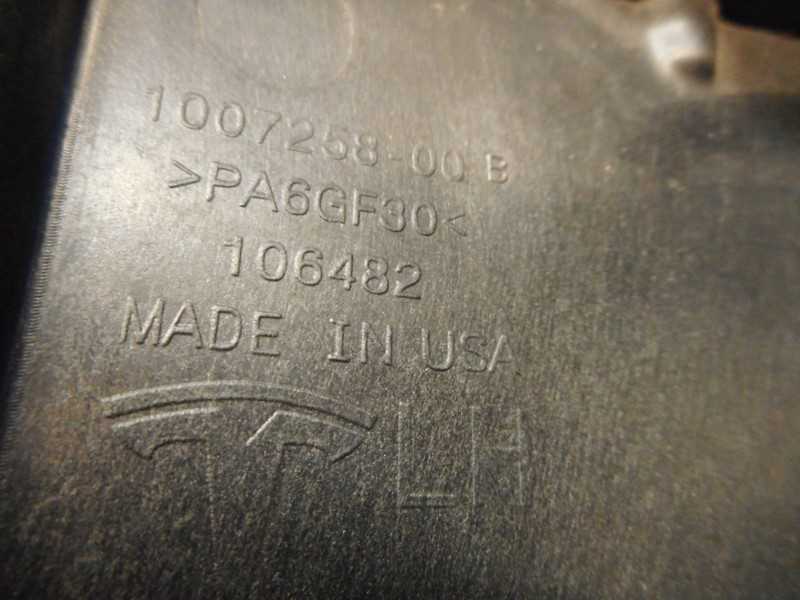 1007258-00 B
>PA6GF30<
106482
MADE IN USA
LH